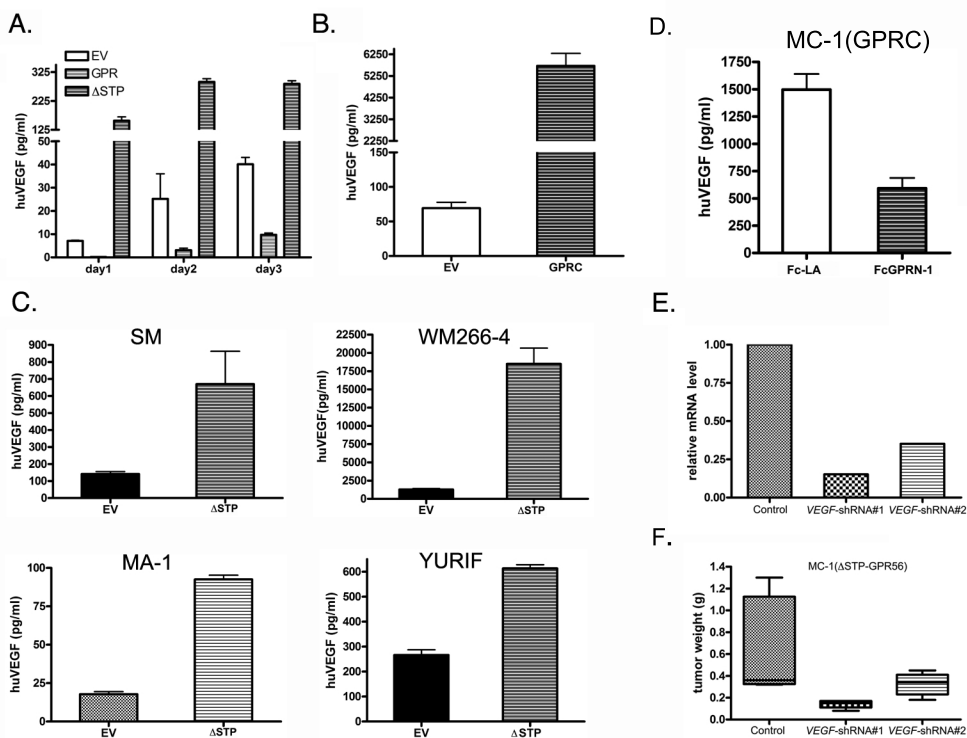 A.
EV
GPR
ΔSTP
huVEGF (pg/ml)
325
225
125
50
40
30
20
10
0
day1
day2
day3
B.
huVEGF (pg/ml)
6250
5250
4250
3250
2250
150
100
50
0
EV
GPRC
D.
MC-1(GPRC)
huVEGF (pg/ml)
1500
1250
1000
750
500
250
0
Fc-LA
FcGPRN-1
C.
SM
huVEGF (pg/ml)
900
800
700
600
500
400
300
200
100
0
EV
ΔSTP
WM266-4
huVEGF(pg/ml)
22500
20000
17500
15000
12500
10000
7500
5000
2500
0
EV
ΔSTP
MA-1
huVEGF (pg/ml)
100
75
50
25
0
EV
ΔSTP
YURIF
huVEGF (pg/ml)
600
500
400
300
200
100
0
EV
ΔSTP
E.
relative mRNA level
1.00
0.75
0.50
0.25
0.00
Control
VEGF-shRNA#1
VEGF-shRNA#2
F.
MC-1(ΔSTP-GPR56)
tumor weight (g)
1.4
1.2
1.0
0.8
0.6
0.4
0.2
0.0
Control
VEGF-shRNA#1
VEGF-shRNA#2